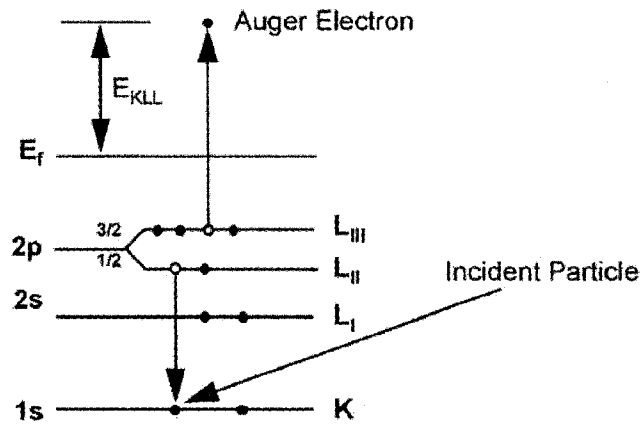 Auger Electron
E_KLL
E_f
3/2
L_III
2p
1/2
L_II
Incident Particle
2s
L_I
1s
K